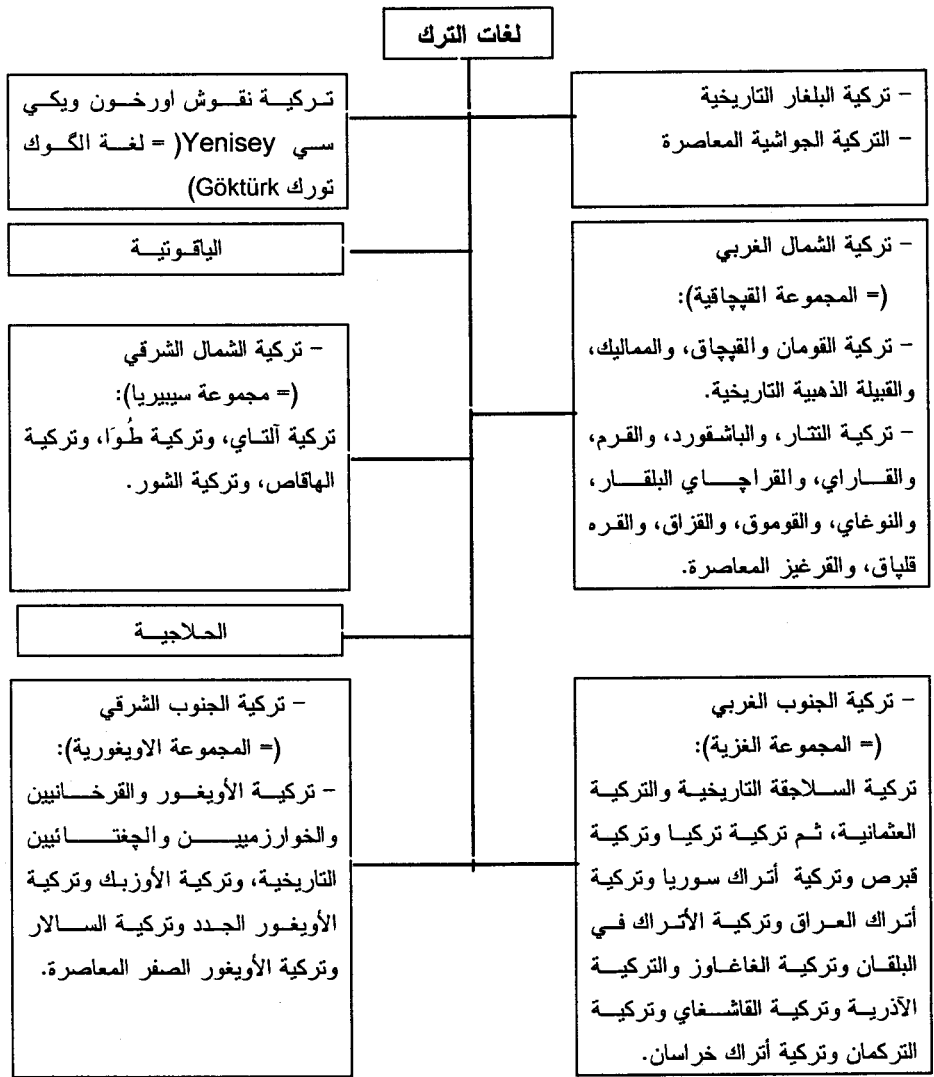 لغات الترك
- تركية البلغار التاريخية
- التركية الجواشية المعاصرة
تركية نقوش اورخون ويكي
سي Yenisey( = لغة الگوك
تورك Göktürk)
الياقوتية
- تركية الشمال الغربي
(= المجموعة القپچاقية):
- تركية القومان والقپچاق، والمماليك،
والقبيلة الذهبية التاريخية.
- تركية التتار، والباشقورد، والقرم،
والقاراي، والقراچاي البلقار،
والنوغاي، والقوموق، والقزاق، والقره
قلپاق، والقرغيز المعاصرة.
- تركية الشمال الشرقي
(= مجموعة سيبيريا):
تركية آلتاي، وتركية طُوَا، وتركية
الهاقاص، وتركية الشور.
الحلاجية
- تركية الجنوب الغربي
(= المجموعة الغزية):
تركية السلاجقة التاريخية والتركية
العثمانية، ثم تركية تركيا وتركية
قبرص وتركية أتراك سوريا وتركية
أتراك العراق وتركية الأتراك في
البلقان وتركية الغاغاوز والتركية
الآذرية وتركية القاشغاي وتركية
التركمان وتركية أتراك خراسان.
- تركية الجنوب الشرقي
(= المجموعة الاويغورية):
- تركية الأويغور والقرخانيين
والخوارزميين والچغتائيين
التاريخية، وتركية الأوزبك وتركية
الأويغور الجدد وتركية السالار
وتركية الأويغور الصفر المعاصرة.